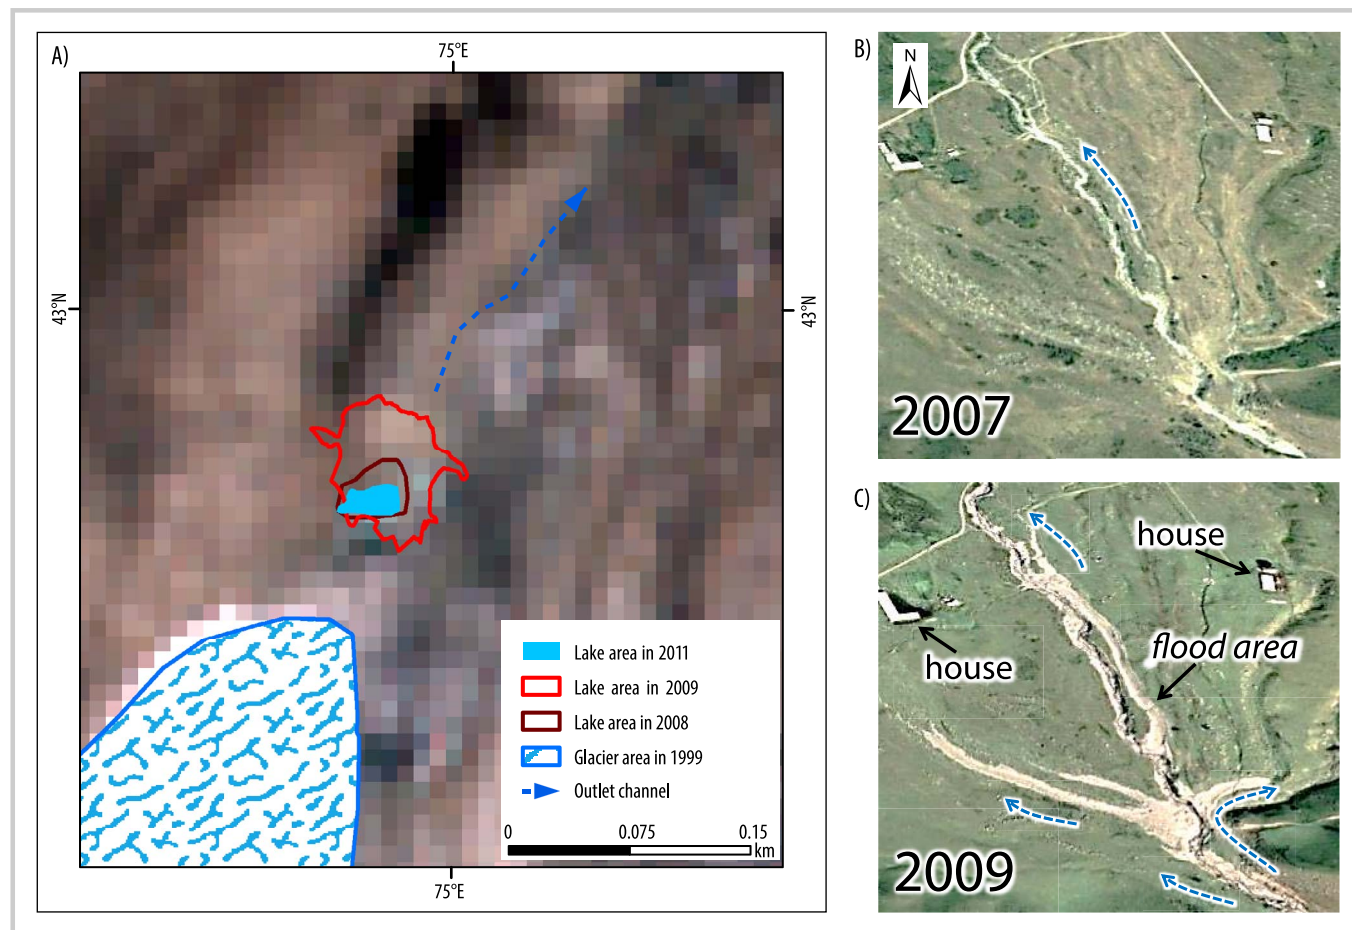 A)
75°E
43°N
43°N
Lake area in 2011
Lake area in 2009
Lake area in 2008
Glacier area in 1999
Outlet channel
0
0.075
0.15
km
75°E
B)
N
2007
C)
house
house
flood area
2009